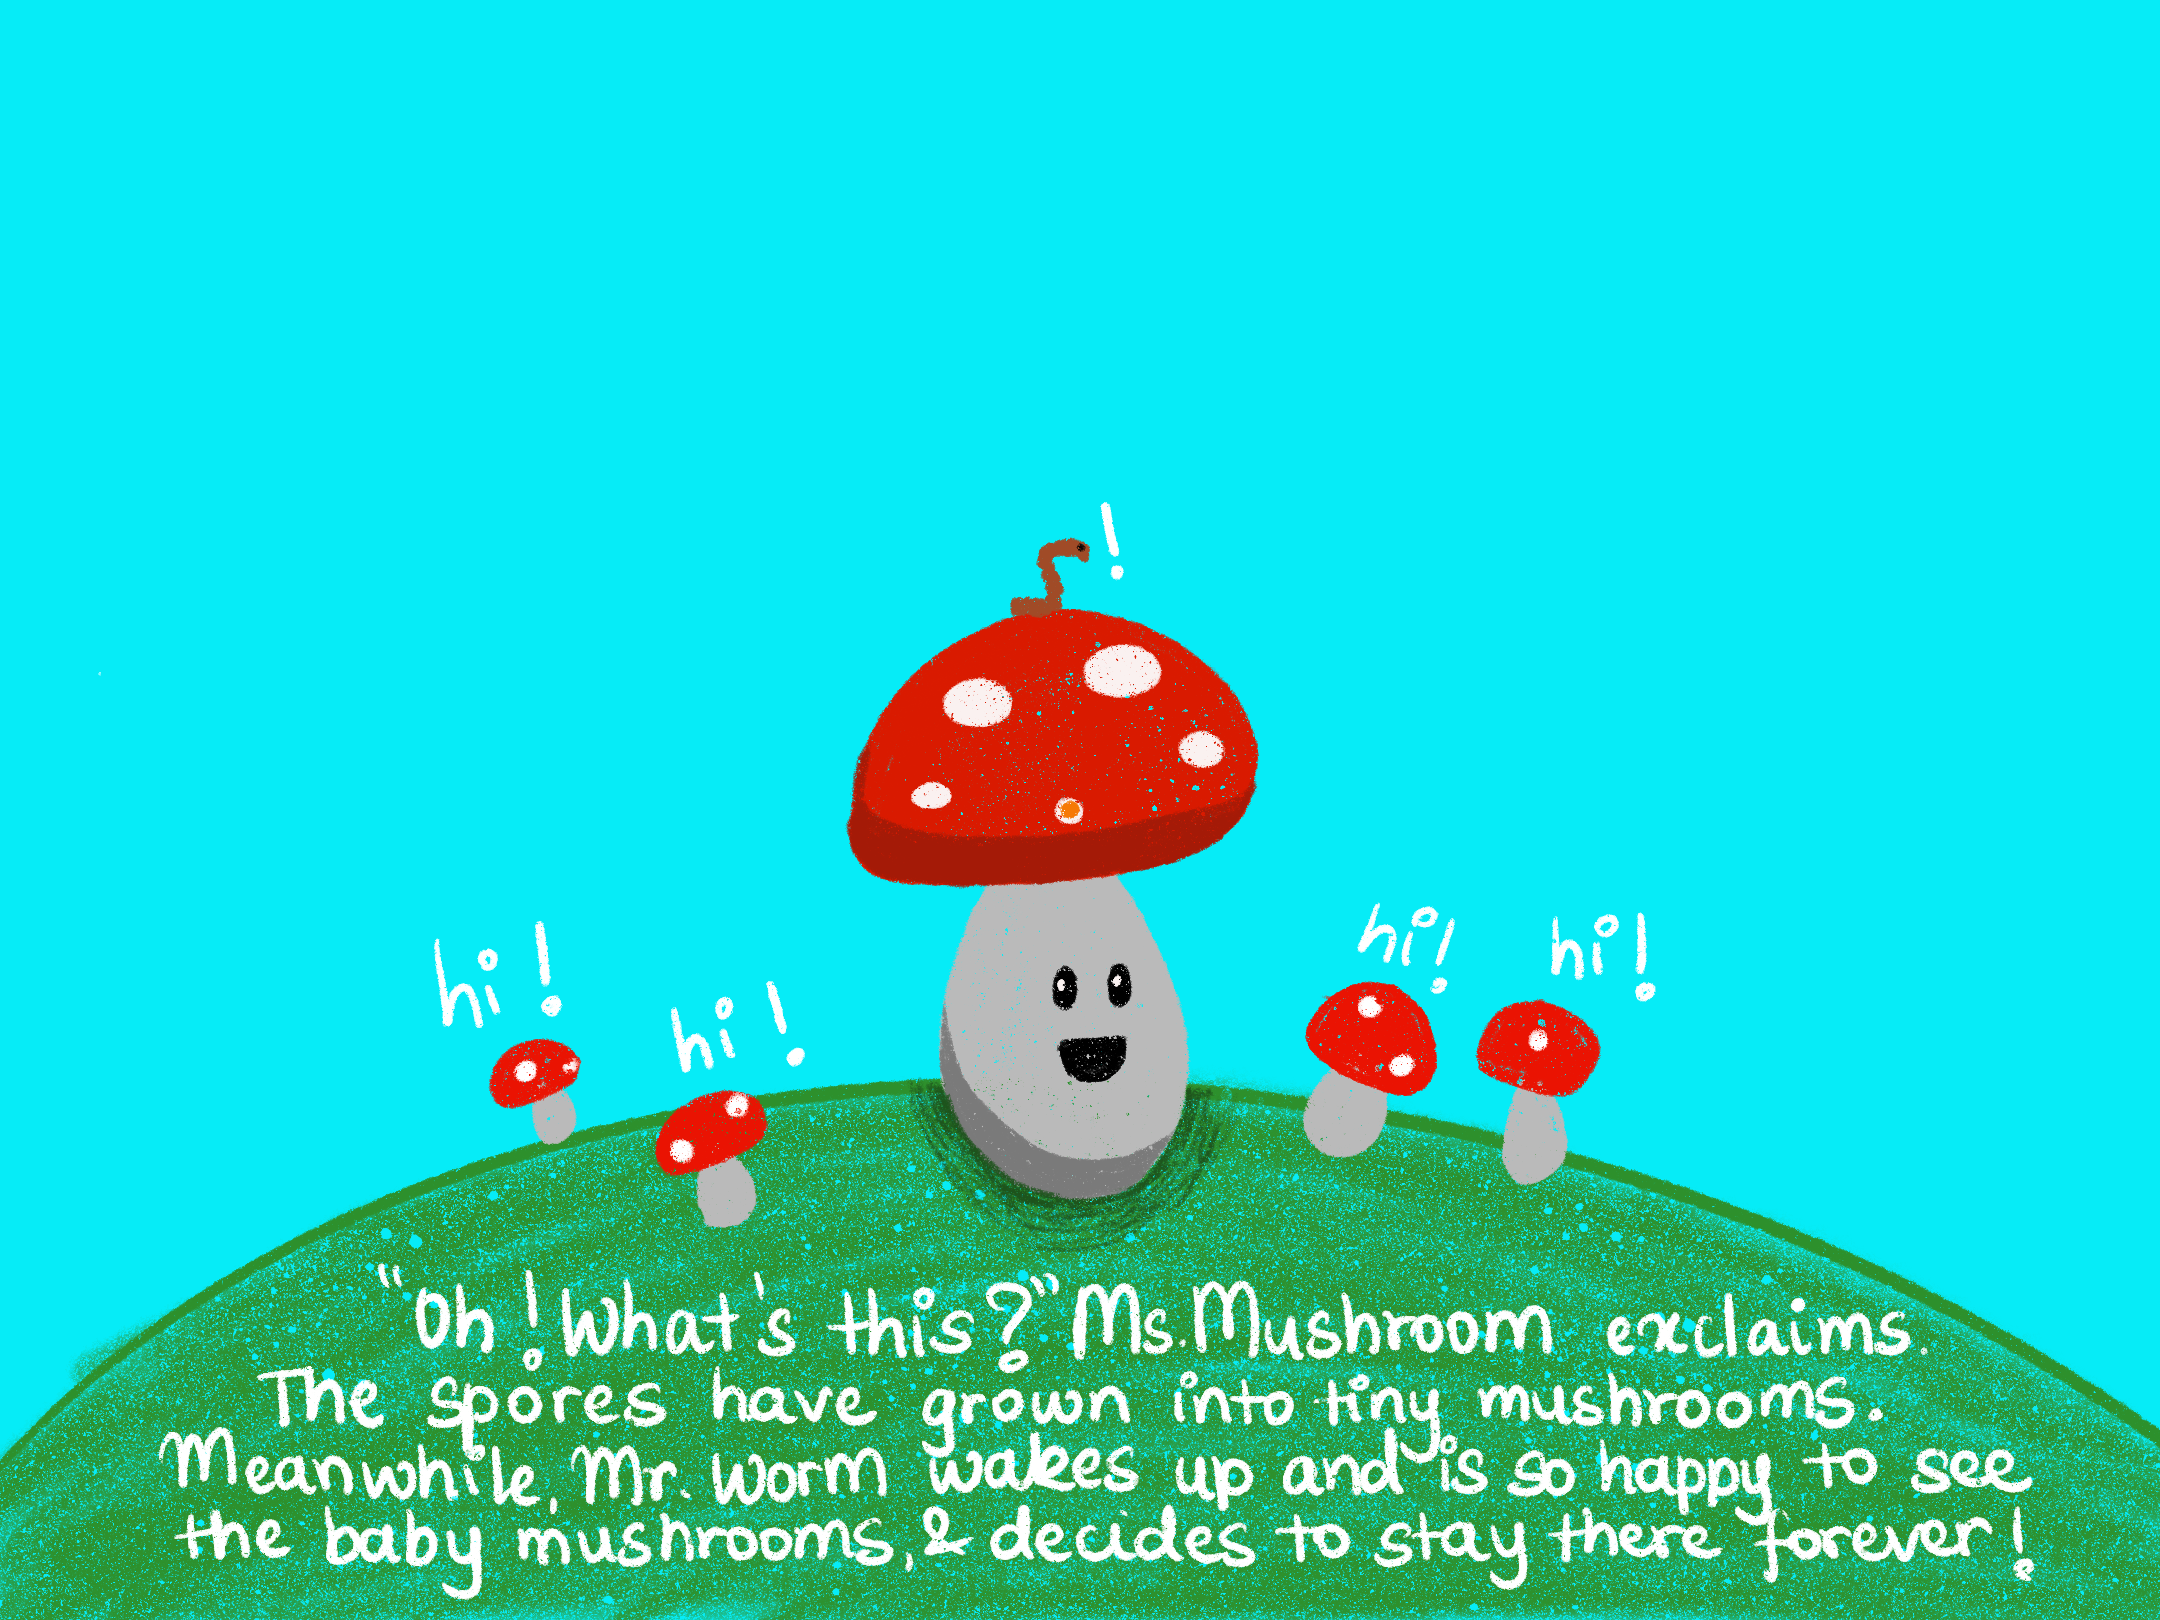 !
hi!
hi!
hi!
hi!
"Oh! What's this?" Ms. Mushroom exclaims.
The spores have grown into tiny mushrooms.
Meanwhile, Mr. Worm wakes up and is so happy to see
the baby mushrooms, & decides to stay there forever!